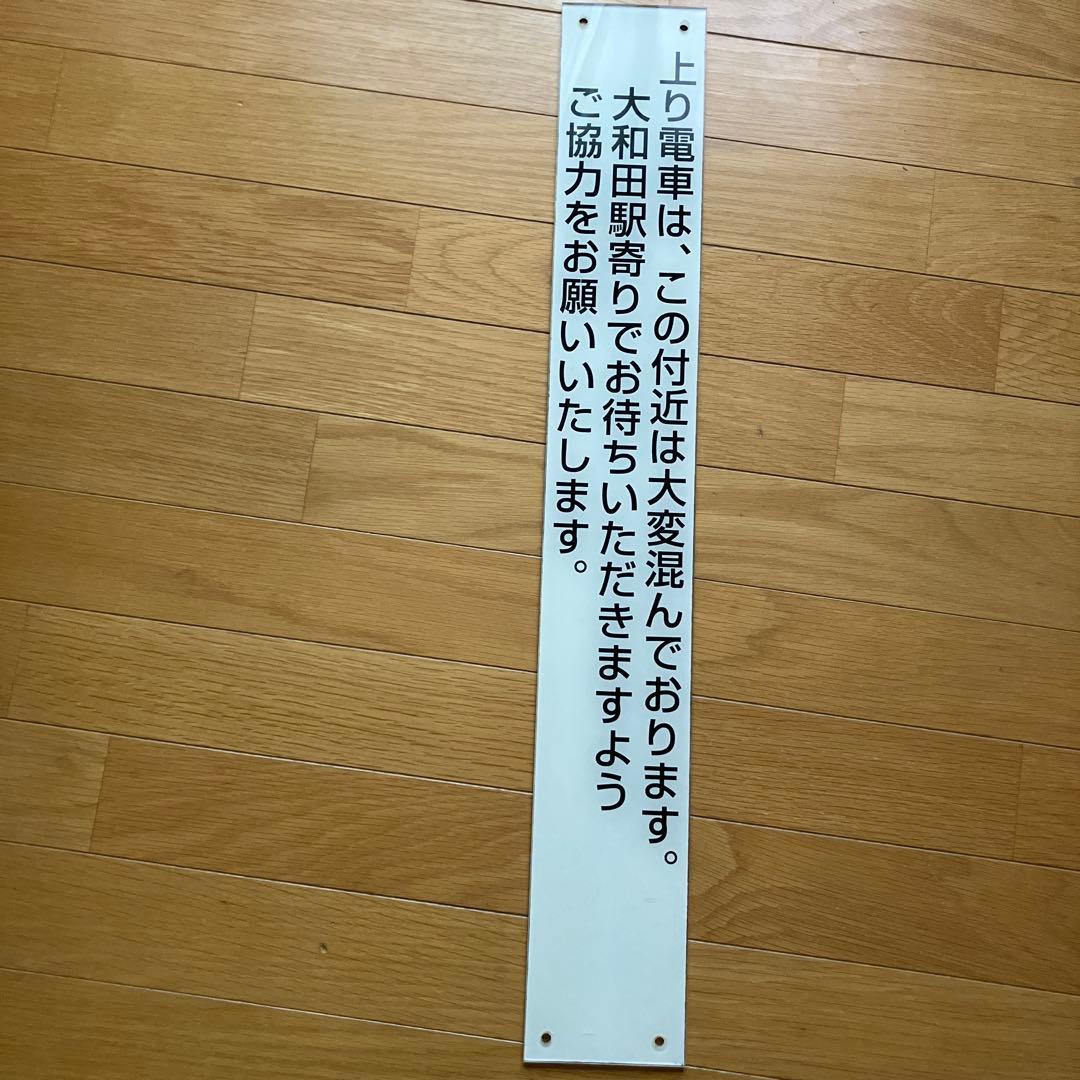 上り電車は、この付近は大変混んでおります。
大和田駅寄りでお待ちいただきますよう
ご協力をお願いいたします。